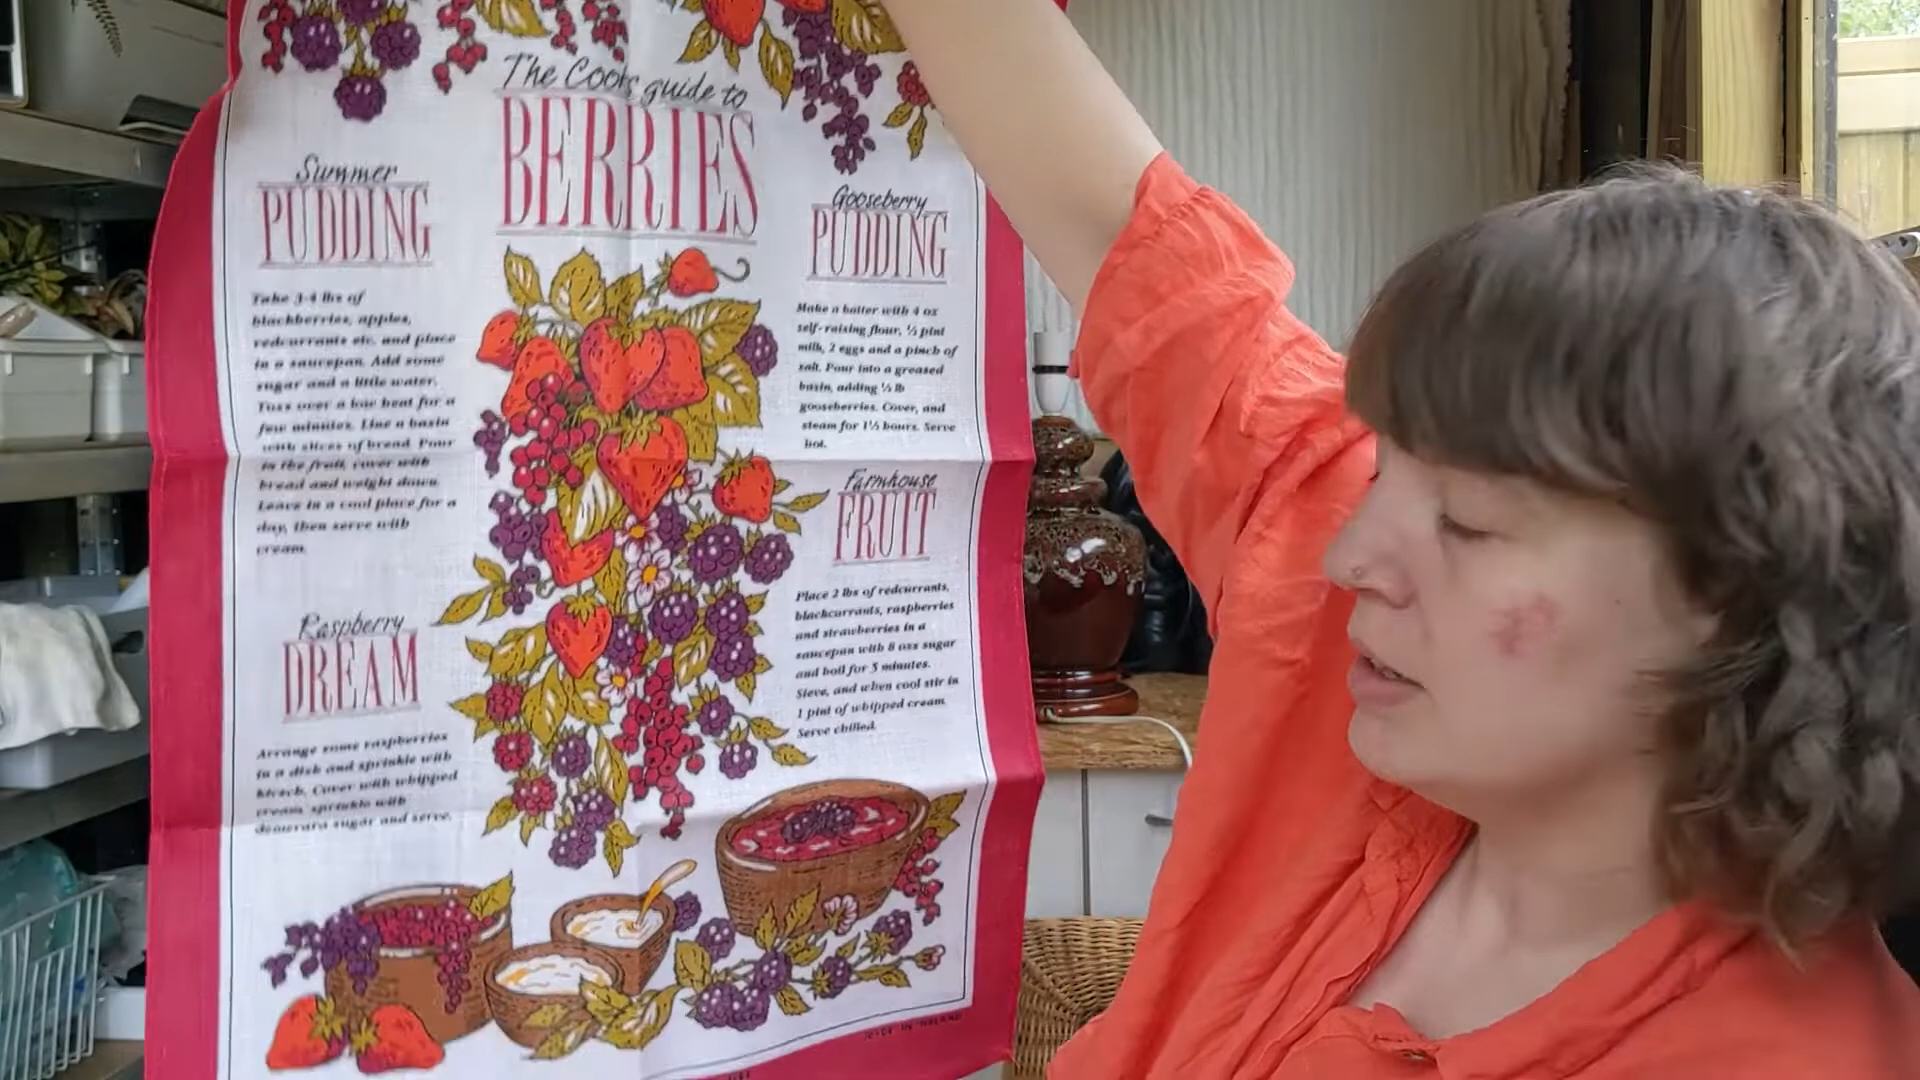 The Cooks guide to
BERRIES
Summer
PUDDING
Take 3-4 lbs of
blackberries, apples,
redcurrants etc. and place
in a saucepan. Add some
sugar and a little water.
Toss over a low heat for a
few minutes. Line a basin
with slices of bread. Pour
in the fruit, cover with
bread and weight down.
Leave in a cool place for a
day, then serve with
cream.
Raspberry
DREAM
Arrange some raspberries
in a dish and sprinkle with
kirsch. Cover with whipped
cream, sprinkle with
demerara sugar and serve.
Gooseberry
PUDDING
Make a batter with 4 oz
self-raising flour, ½ pint
milk, 2 eggs and a pinch of
salt. Pour into a greased
basin, adding ½ lb
gooseberries. Cover, and
steam for 1½ hours. Serve
hot.
Farmhouse
FRUIT
Place 2 lbs of redcurrants,
blackcurrants, raspberries
and strawberries in a
saucepan with 8 ozs sugar
and boil for 5 minutes.
Sieve, and when cool stir in
1 pint of whipped cream.
Serve chilled.